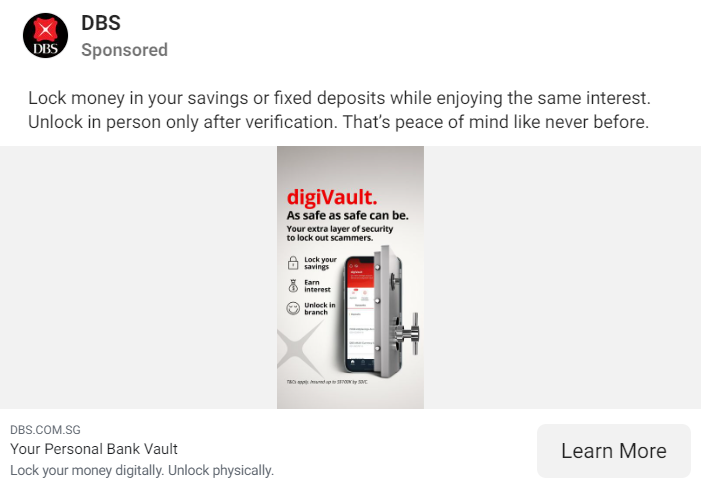 DBS
DBS
Sponsored
Lock money in your savings or fixed deposits while enjoying the same interest.
Unlock in person only after verification. That's peace of mind like never before.
digiVault.
As safe as safe can be.
Your extra layer of security
to lock out scammers.
Lock your
savings
Earn
interest
Unlock in
branch
T&Cs apply. Insured up to S$100K by SDIC.
DBS.COM.SG
Your Personal Bank Vault
Lock your money digitally. Unlock physically.
Learn More